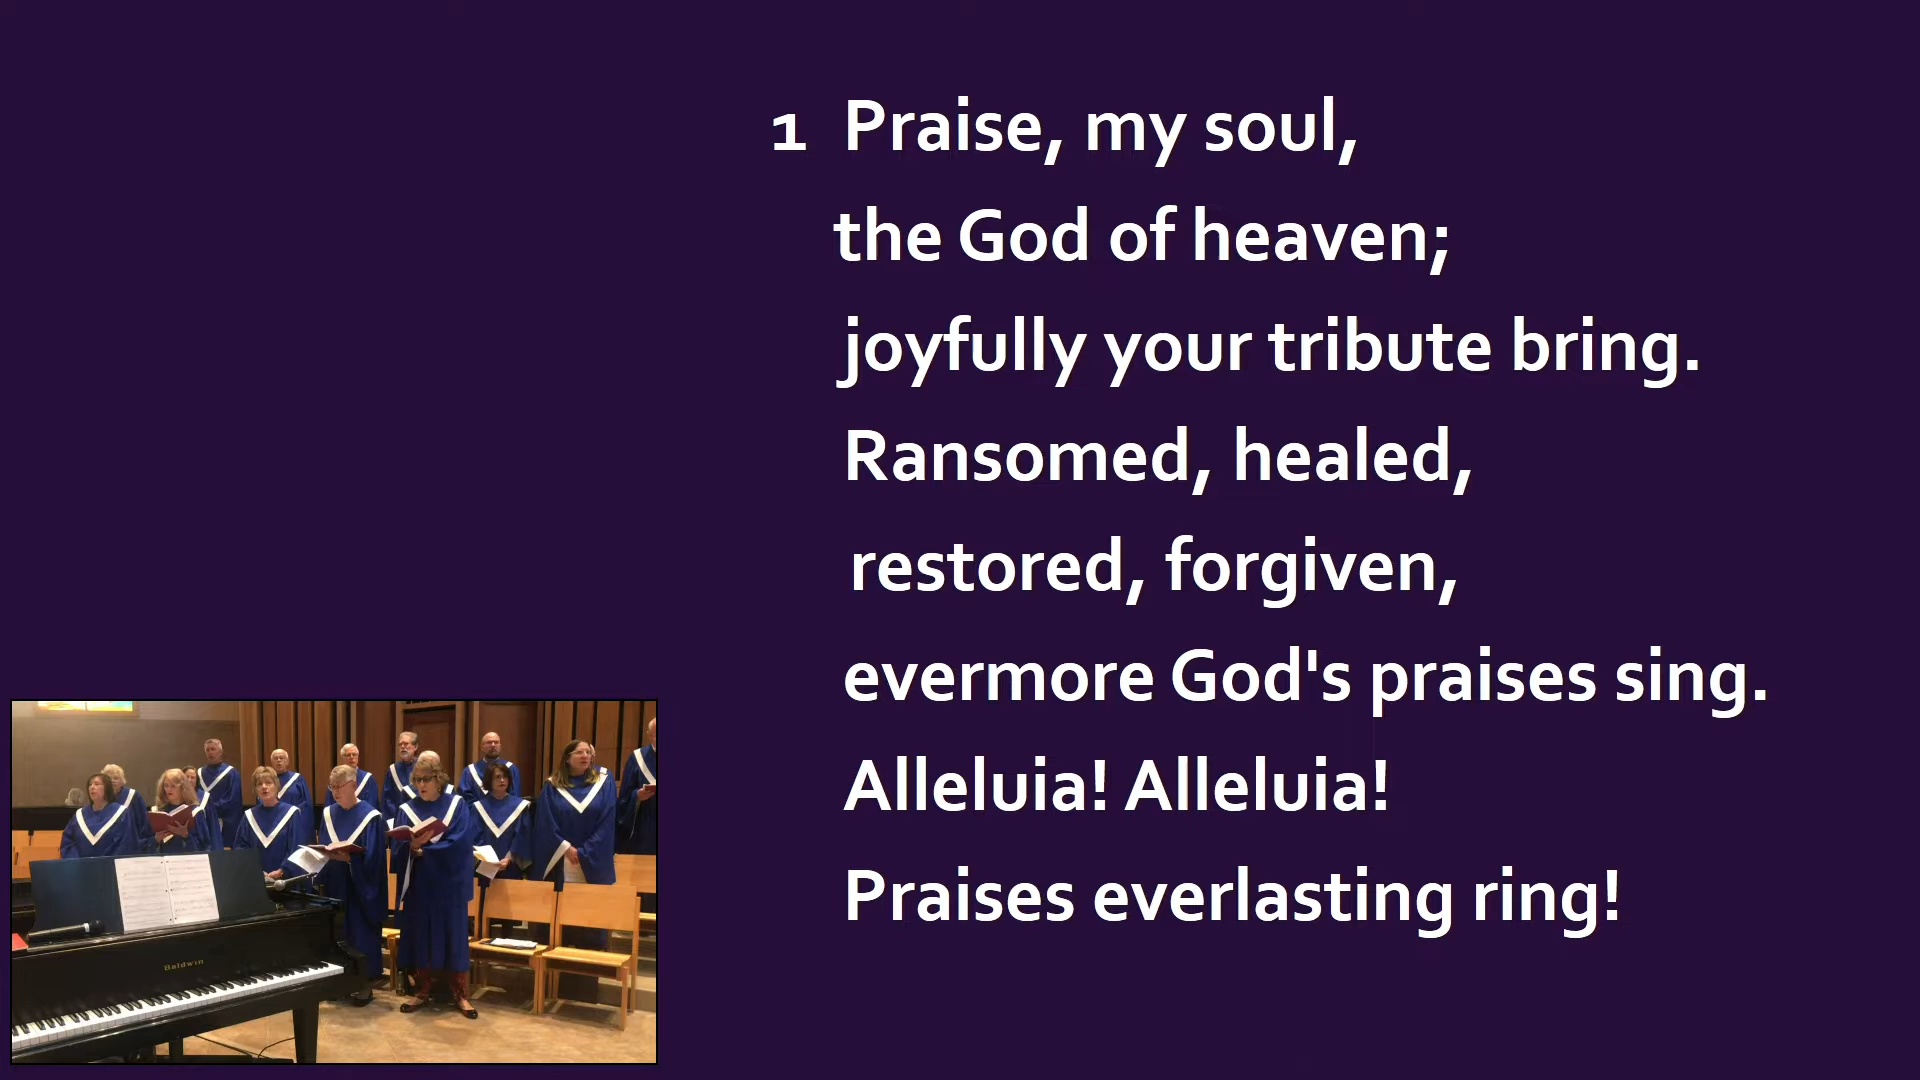 1 Praise, my soul,
the God of heaven;
joyfully your tribute bring.
Ransomed, healed,
restored, forgiven,
evermore God's praises sing.
Alleluia! Alleluia!
Praises everlasting ring!
Baldwin